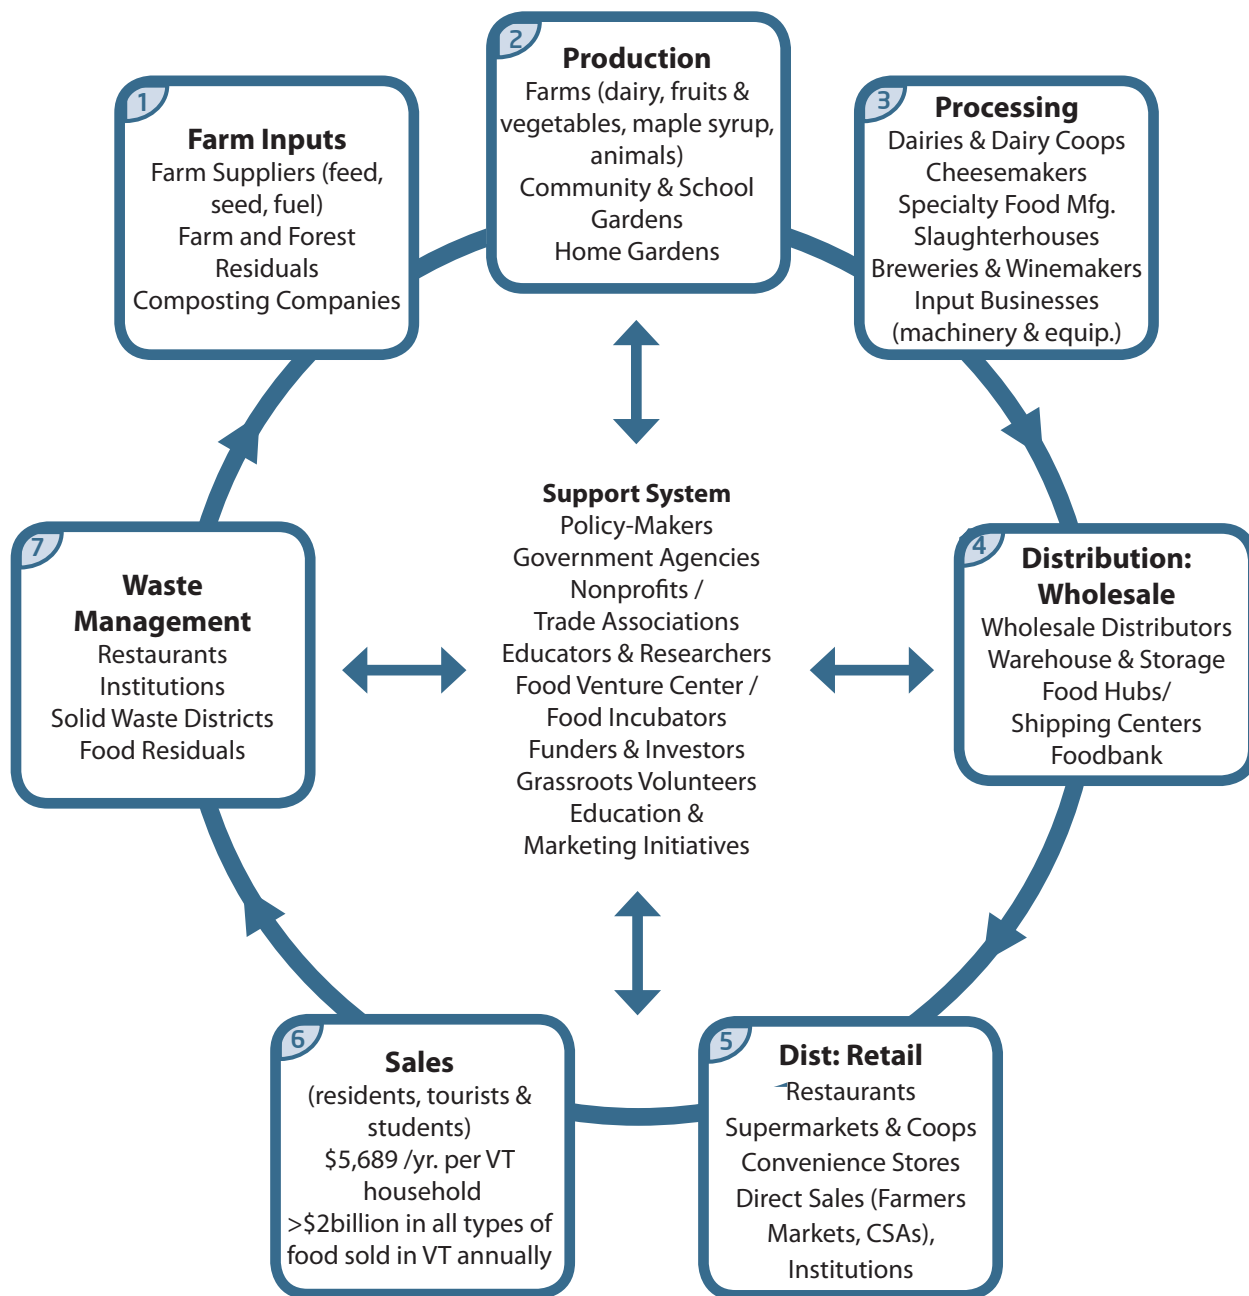 1
Farm Inputs
Farm Suppliers (feed,
seed, fuel)
Farm and Forest
Residuals
Composting Companies
2
Production
Farms (dairy, fruits &
vegetables, maple syrup,
animals)
Community & School
Gardens
Home Gardens
3
Processing
Dairies & Dairy Coops
Cheesemakers
Specialty Food Mfg.
Slaughterhouses
Breweries & Winemakers
Input Businesses
(machinery & equip.)
4
Distribution:
Wholesale
Wholesale Distributors
Warehouse & Storage
Food Hubs/
Shipping Centers
Foodbank
5
Dist: Retail
Restaurants
Supermarkets & Coops
Convenience Stores
Direct Sales (Farmers
Markets, CSAs),
Institutions
6
Sales
(residents, tourists &
students)
$5,689 /yr. per VT
household
>$2billion in all types of
food sold in VT annually
7
Waste
Management
Restaurants
Institutions
Solid Waste Districts
Food Residuals
Support System
Policy-Makers
Government Agencies
Nonprofits /
Trade Associations
Educators & Researchers
Food Venture Center /
Food Incubators
Funders & Investors
Grassroots Volunteers
Education &
Marketing Initiatives